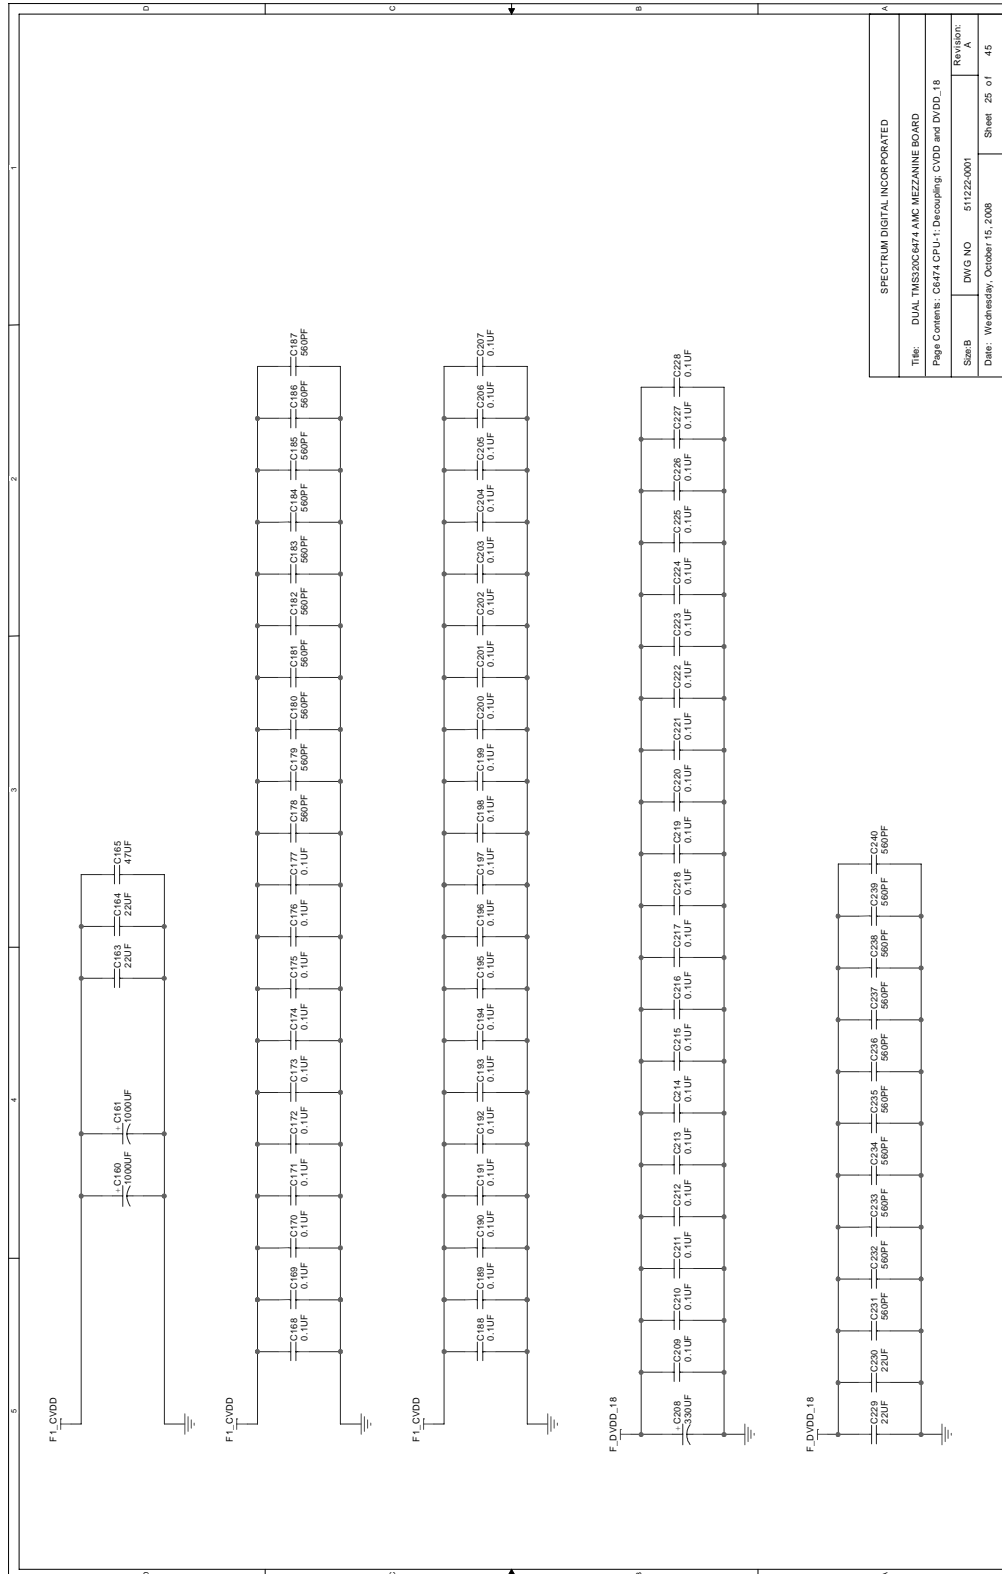 5
4
3
2
1
D
C
B
A
F1_CVDD
+ C160
1000UF
+ C161
1000UF
C163
22UF
C164
22UF
C165
47UF
F1_CVDD
C168
0.1UF
C169
0.1UF
C170
0.1UF
C171
0.1UF
C172
0.1UF
C173
0.1UF
C174
0.1UF
C175
0.1UF
C176
0.1UF
C177
0.1UF
C178
560PF
C179
560PF
C180
560PF
C181
560PF
C182
560PF
C183
560PF
C184
560PF
C185
560PF
C186
560PF
C187
560PF
F1_CVDD
C188
0.1UF
C189
0.1UF
C190
0.1UF
C191
0.1UF
C192
0.1UF
C193
0.1UF
C194
0.1UF
C195
0.1UF
C196
0.1UF
C197
0.1UF
C198
0.1UF
C199
0.1UF
C200
0.1UF
C201
0.1UF
C202
0.1UF
C203
0.1UF
C204
0.1UF
C205
0.1UF
C206
0.1UF
C207
0.1UF
F_DVDD_18
+ C208
330UF
C209
0.1UF
C210
0.1UF
C211
0.1UF
C212
0.1UF
C213
0.1UF
C214
0.1UF
C215
0.1UF
C216
0.1UF
C217
0.1UF
C218
0.1UF
C219
0.1UF
C220
0.1UF
C221
0.1UF
C222
0.1UF
C223
0.1UF
C224
0.1UF
C225
0.1UF
C226
0.1UF
C227
0.1UF
C228
0.1UF
F_DVDD_18
C229
22UF
C230
22UF
C231
560PF
C232
560PF
C233
560PF
C234
560PF
C235
560PF
C236
560PF
C237
560PF
C238
560PF
C239
560PF
C240
560PF
SPECTRUM DIGITAL INCORPORATED
Title: DUAL TMS320C6474 AMC MEZZANINE BOARD
Page Contents: C6474 CPU-1: Decoupling; CVDD and DVDD_18
Size:B DWG NO 511222-0001 Revision: A
Date: Wednesday, October 15, 2008 Sheet 25 of 45